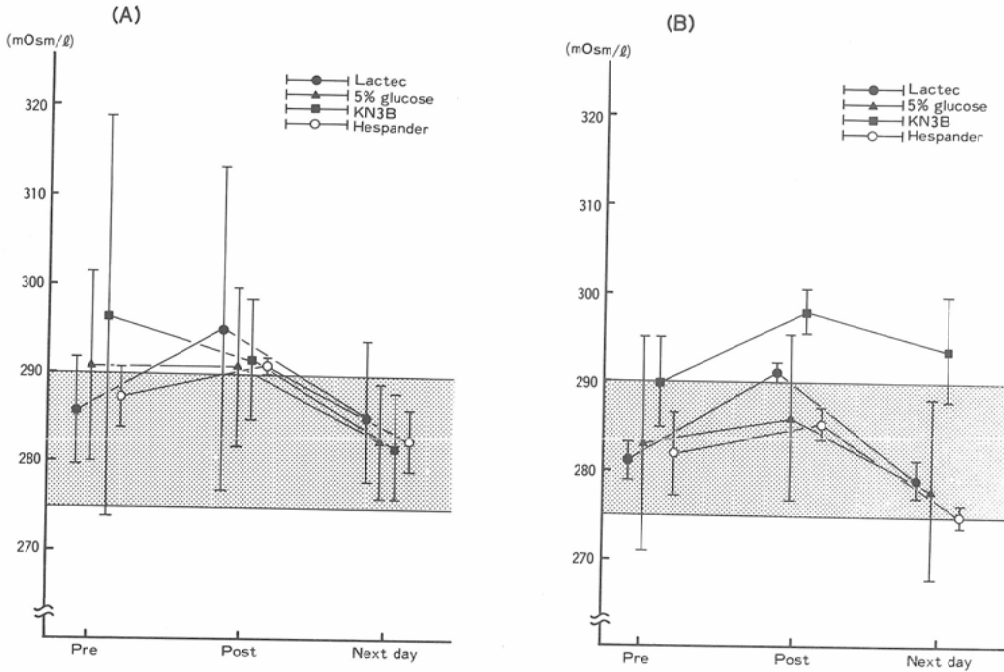 (A)
(mOsm/ℓ)
Lactec
5% glucose
KN3B
Hespander
320
310
300
290
280
270
Pre
Post
Next day
(B)
(mOsm/ℓ)
Lactec
5% glucose
KN3B
Hespander
320
310
300
290
280
270
Pre
Post
Next day